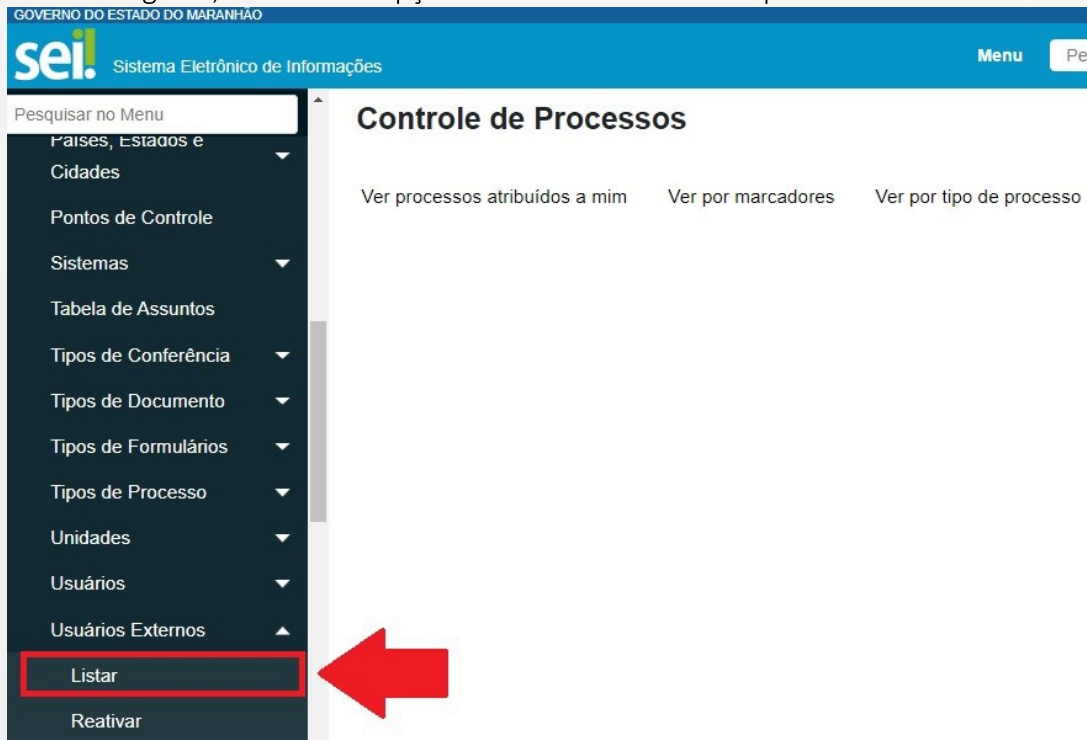 GOVERNO DO ESTADO DO MARANHÃO
sei!
Sistema Eletrônico de Informações
Menu
Pe
Pesquisar no Menu
Países, Estados e
Cidades
Pontos de Controle
Sistemas
Tabela de Assuntos
Tipos de Conferência
Tipos de Documento
Tipos de Formulários
Tipos de Processo
Unidades
Usuários
Usuários Externos
Listar
Reativar
Controle de Processos
Ver processos atribuídos a mim
Ver por marcadores
Ver por tipo de processo